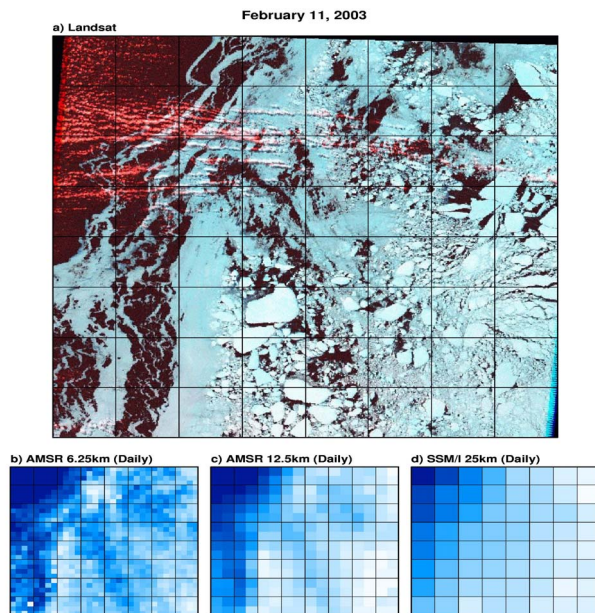 February 11, 2003
a) Landsat
b) AMSR 6.25km (Daily)
c) AMSR 12.5km (Daily)
d) SSM/I 25km (Daily)